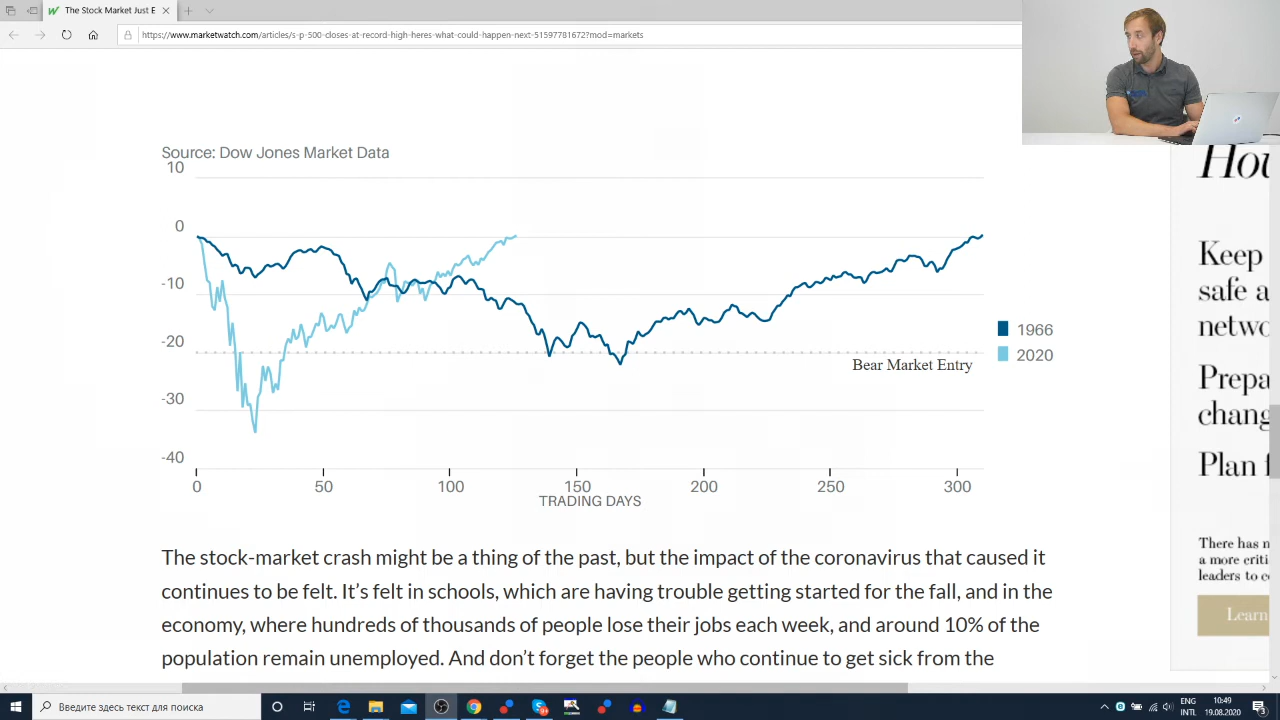 The Stock Market Just E
https://www.marketwatch.com/articles/s-p-500-closes-at-record-high-heres-what-could-happen-next-51597781672?mod=markets
Source: Dow Jones Market Data
10
0
-10
-20
-30
-40
Bear Market Entry
1966
2020
0 50 100 150 200 250 300
TRADING DAYS
The stock-market crash might be a thing of the past, but the impact of the coronavirus that caused it
continues to be felt. It’s felt in schools, which are having trouble getting started for the fall, and in the
economy, where hundreds of thousands of people lose their jobs each week, and around 10% of the
population remain unemployed. And don’t forget the people who continue to get sick from the
Hou
Keep
safe a
netwo
Prepa
chang
Plan f
There has n
a more criti
leaders to c
Learn
Введите здесь текст для поиска
ENG
INTL
10:49
19.08.2020